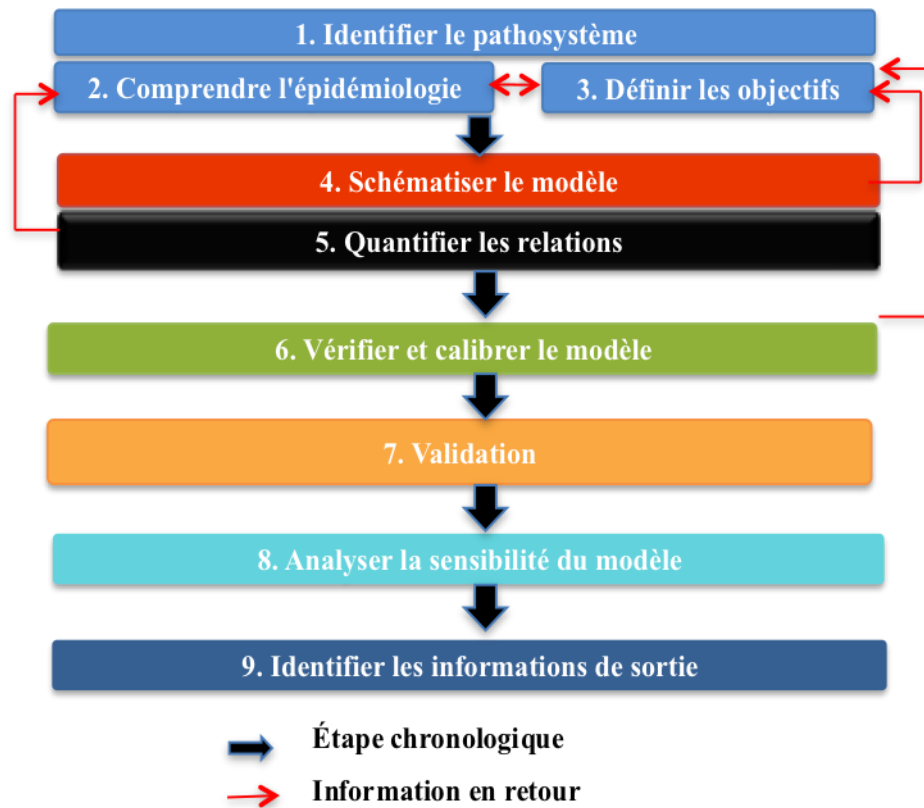 1. Identifier le pathosystème
2. Comprendre l'épidémiologie
3. Définir les objectifs
4. Schématiser le modèle
5. Quantifier les relations
6. Vérifier et calibrer le modèle
7. Validation
8. Analyser la sensibilité du modèle
9. Identifier les informations de sortie
Étape chronologique
Information en retour